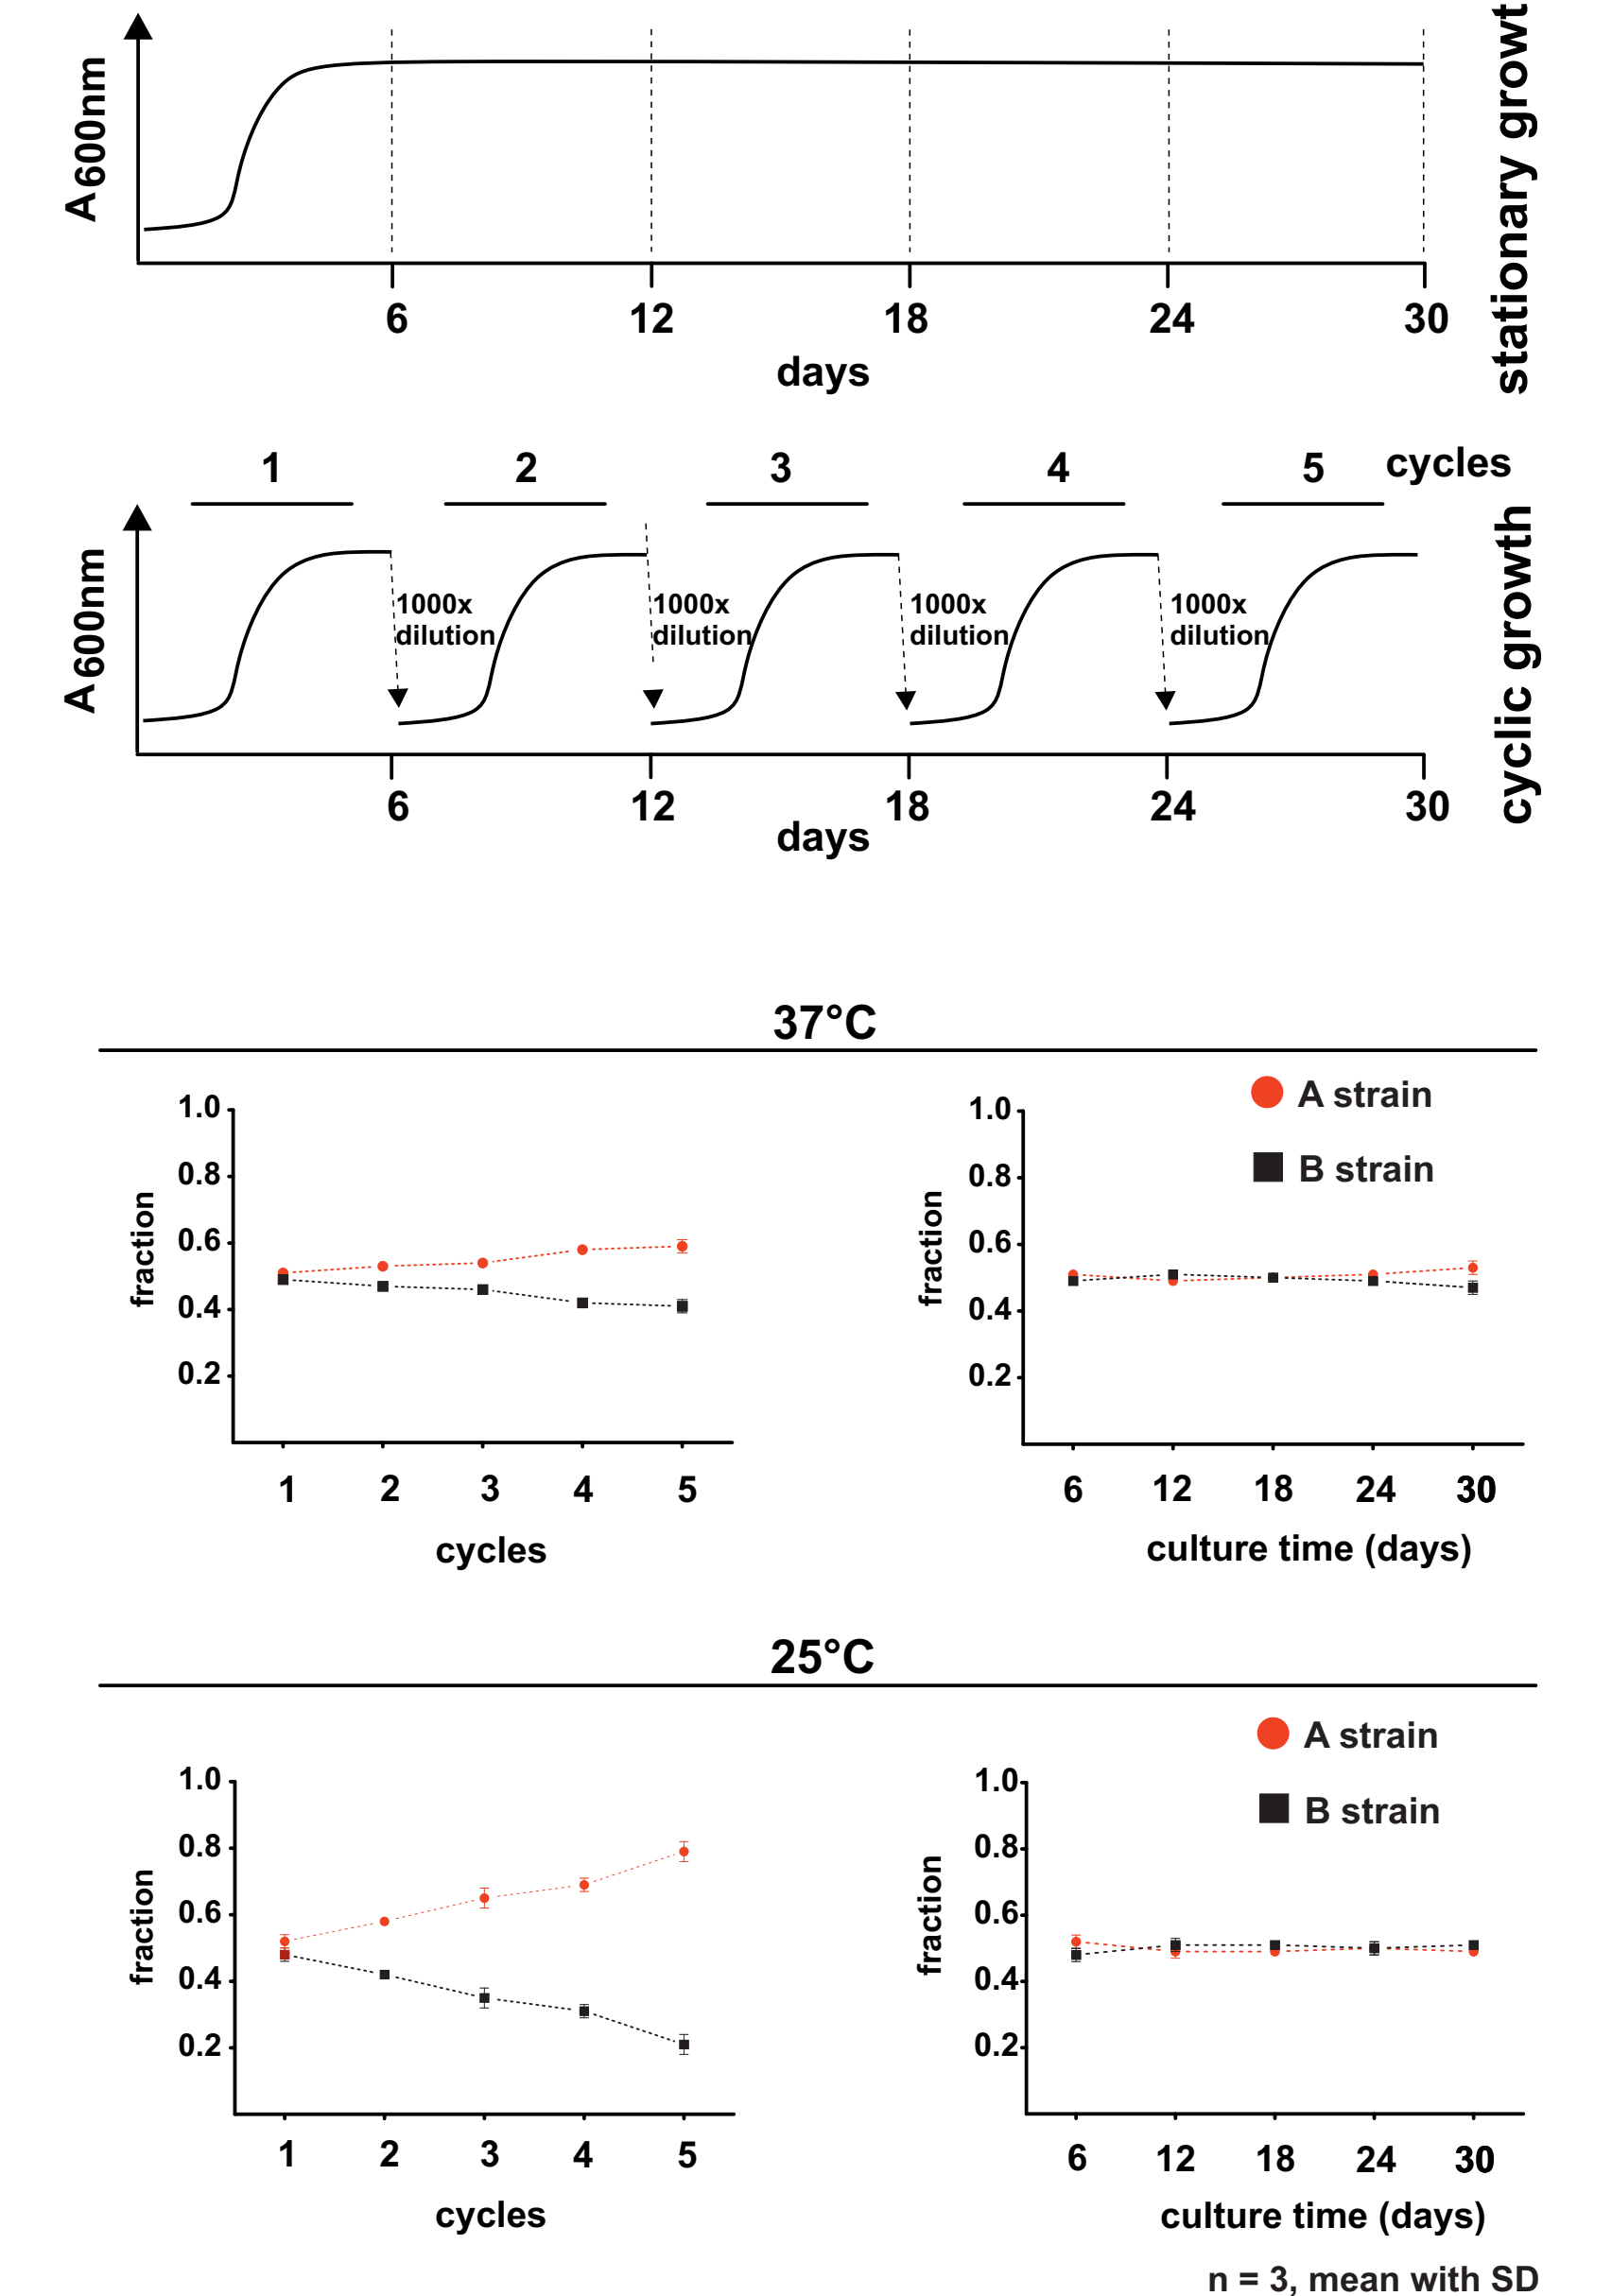 A600nm
stationary growt
6 12 18 24 30
days
1 2 3 4 5 cycles
A600nm
cyclic growth
1000x dilution
1000x dilution
1000x dilution
1000x dilution
6 12 18 24 30
days
37°C
fraction
1.0
0.8
0.6
0.4
0.2
1 2 3 4 5
cycles
A strain
B strain
fraction
1.0
0.8
0.6
0.4
0.2
6 12 18 24 30
culture time (days)
25°C
fraction
1.0
0.8
0.6
0.4
0.2
1 2 3 4 5
cycles
A strain
B strain
fraction
1.0
0.8
0.6
0.4
0.2
6 12 18 24 30
culture time (days)
n = 3, mean with SD